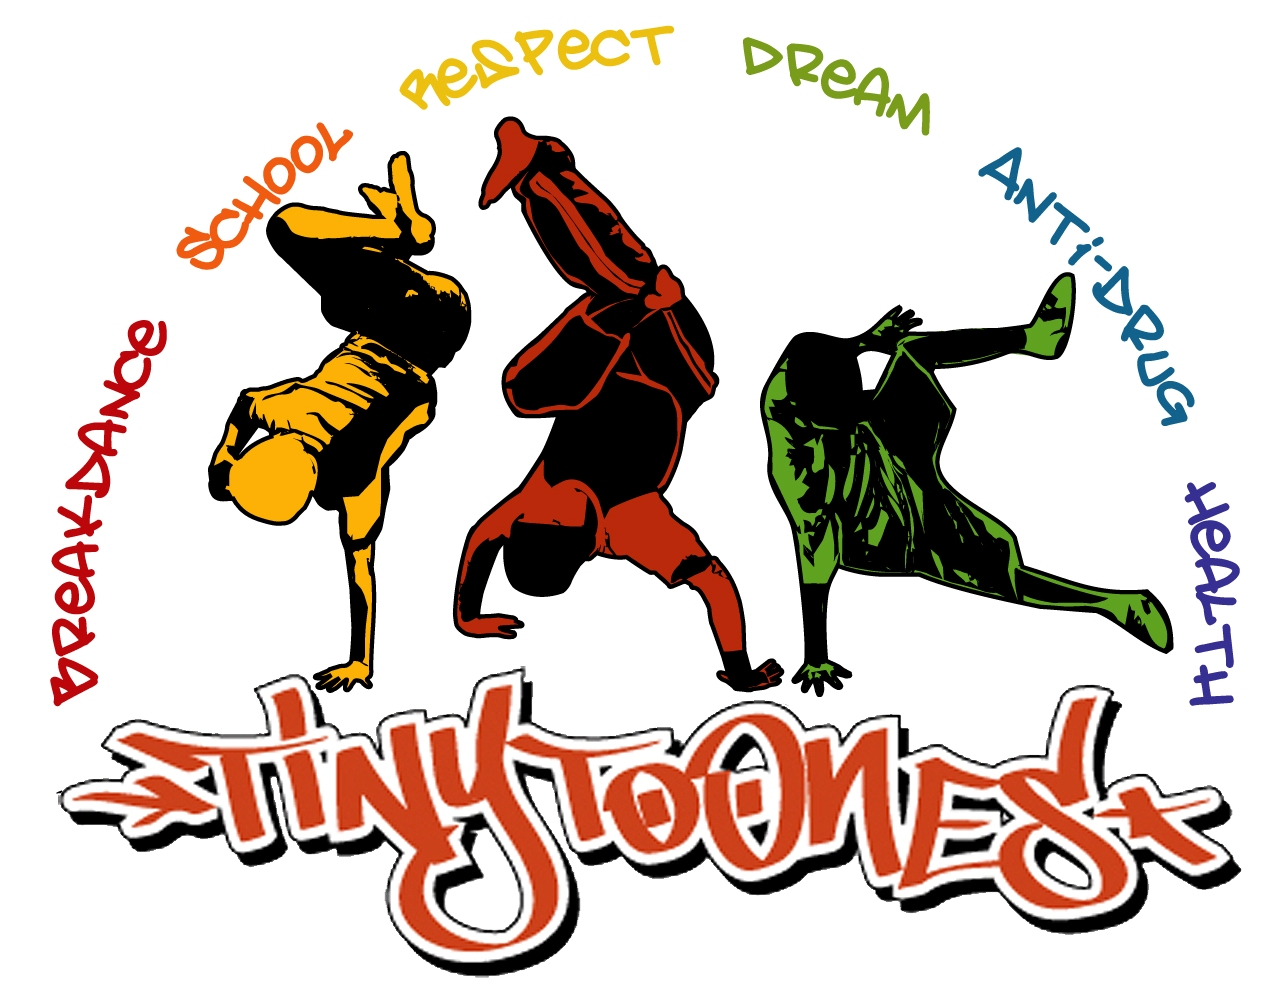 BREAKDANCE
SCHOOL
RESPECT
DREAM
ANTI-DRUG
HEALTH
TINYTOONES